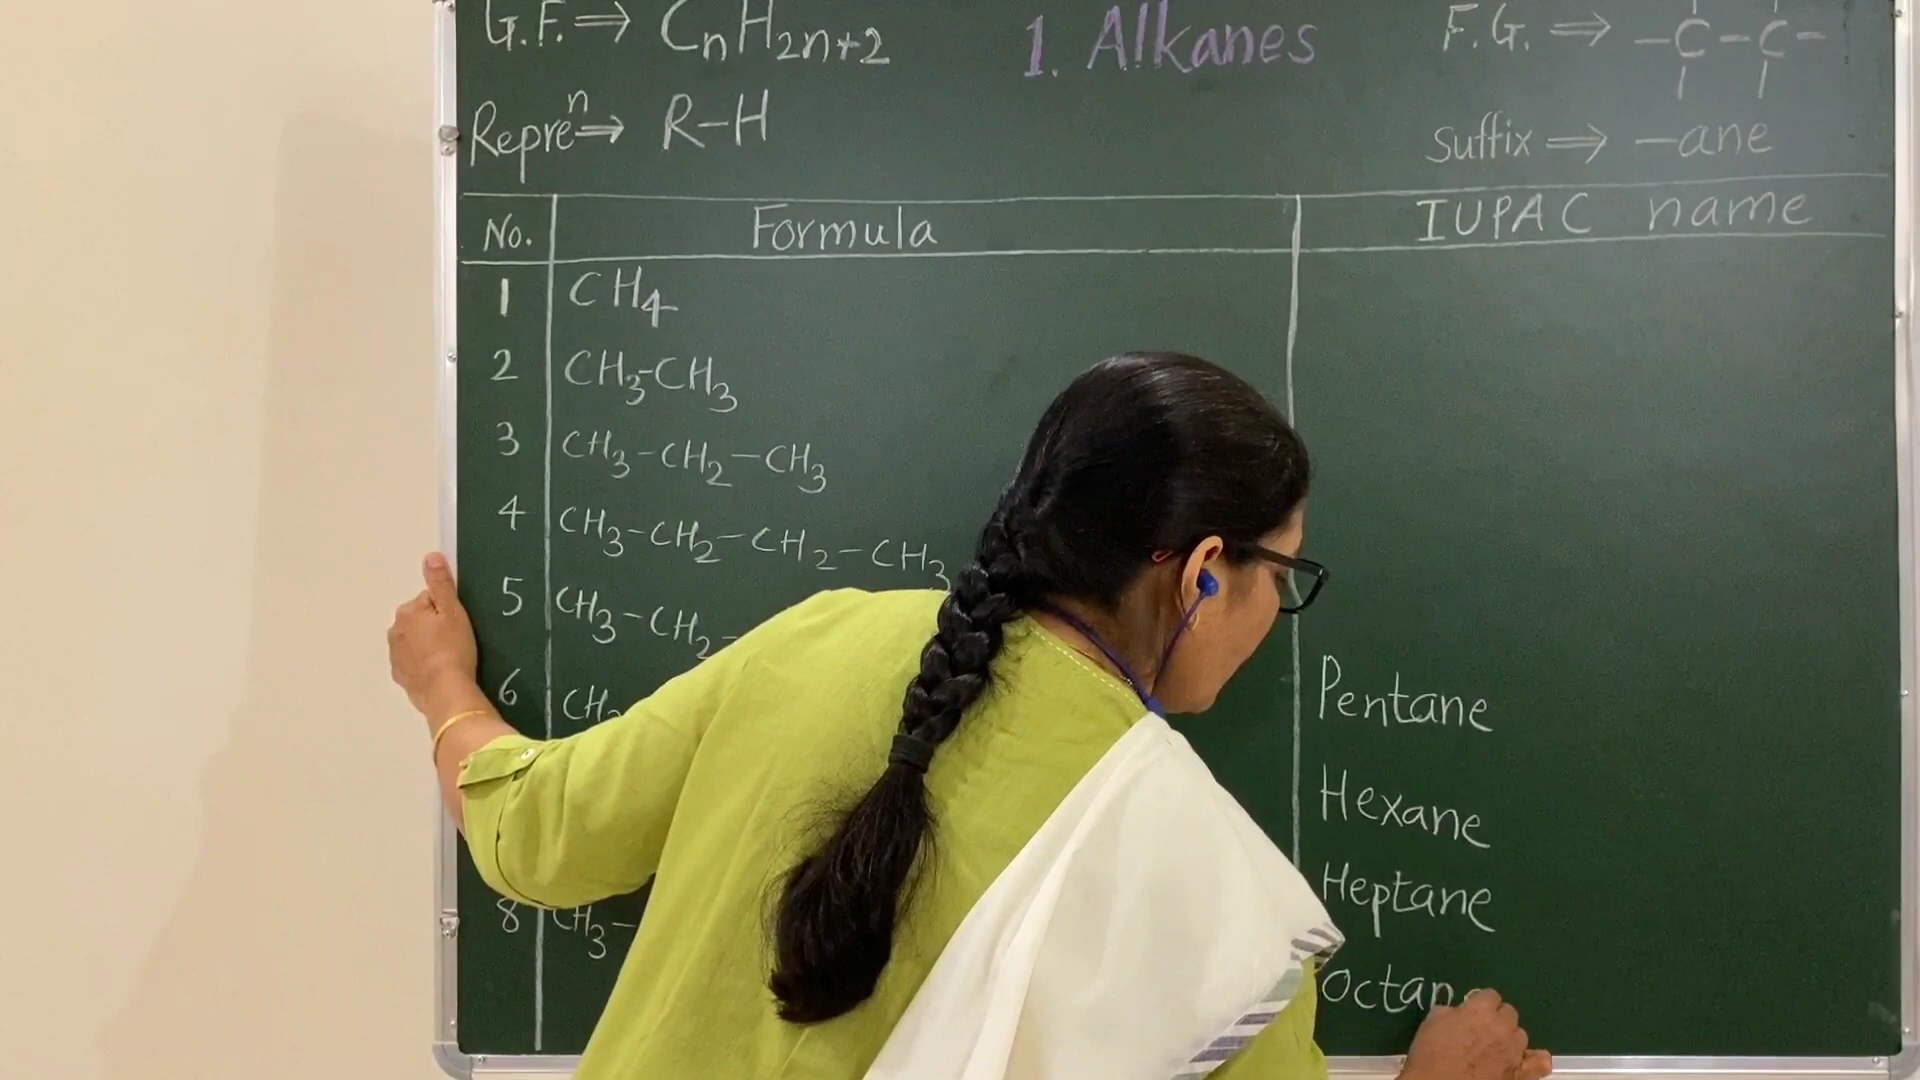 G.F. ⇒ CnH2n+2
1. Alkanes
F.G. ⇒ –C–C–
Repreⁿ ⇒ R–H
Suffix ⇒ –ane
No. Formula IUPAC name
1 CH4
2 CH3–CH3
3 CH3–CH2–CH3
4 CH3–CH2–CH2–CH3
5 CH3–CH2– Pentane
6 CH Hexane
Heptane
8 CH3– Octan